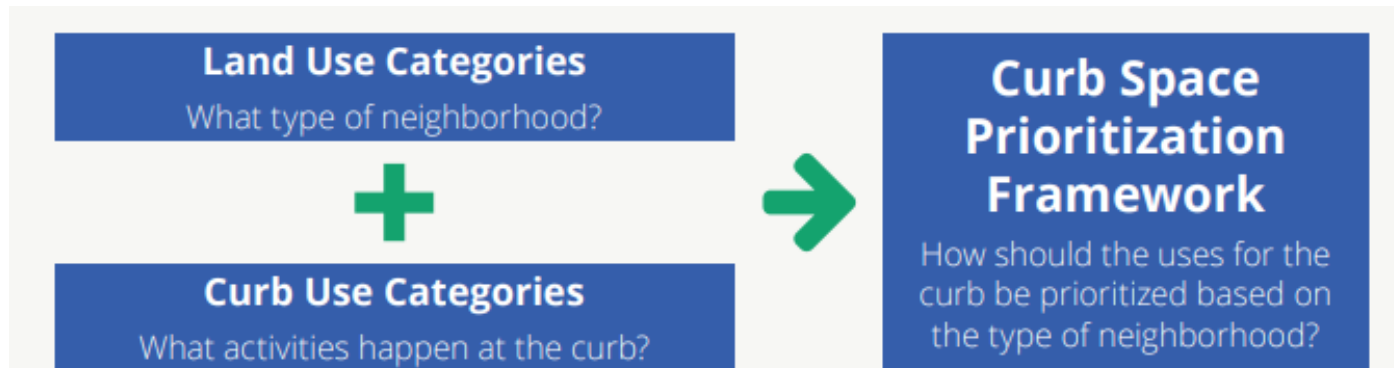 Land Use Categories
What type of neighborhood?
Curb Use Categories
What activities happen at the curb?
Curb Space
Prioritization
Framework
How should the uses for the
curb be prioritized based on
the type of neighborhood?